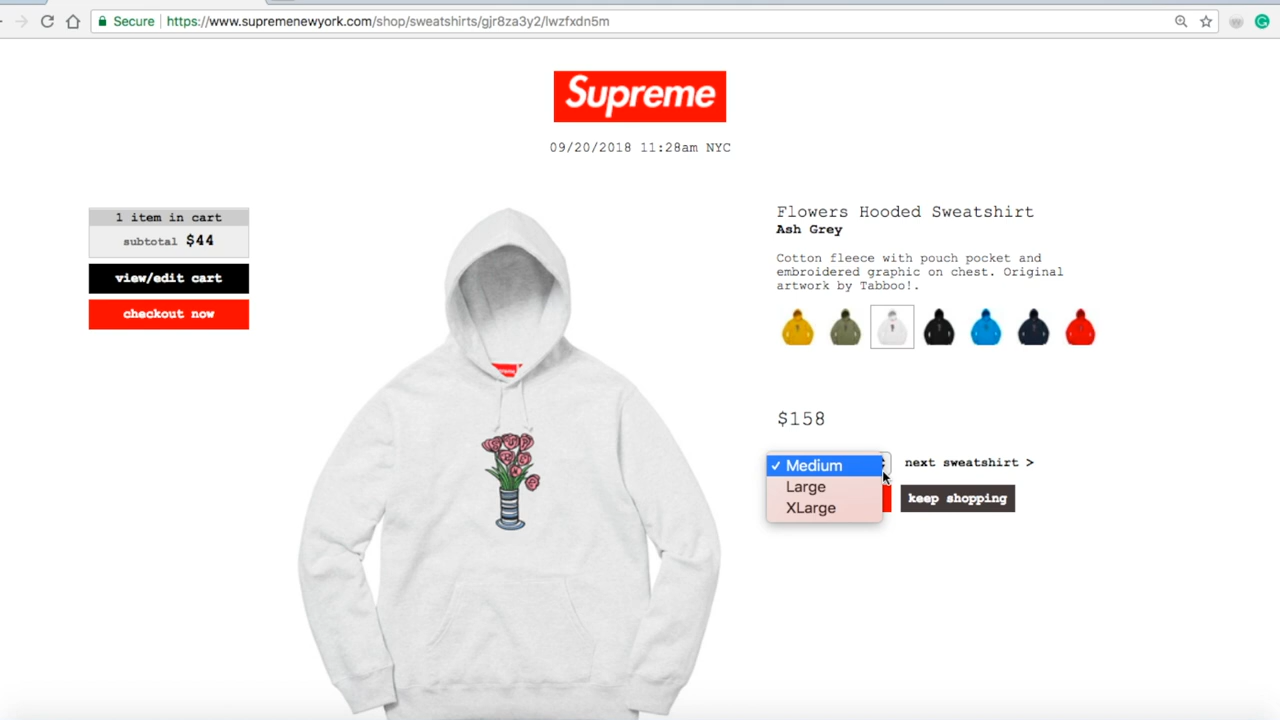 Secure
https://www.supremenewyork.com/shop/sweatshirts/gjr8za3y2/lwzfxdn5m
Supreme
09/20/2018 11:28am NYC
1 item in cart
subtotal $44
view/edit cart
checkout now
Flowers Hooded Sweatshirt
Ash Grey
Cotton fleece with pouch pocket and
embroidered graphic on chest. Original
artwork by Tabboo!.
$158
✓ Medium
Large
XLarge
next sweatshirt >
keep shopping